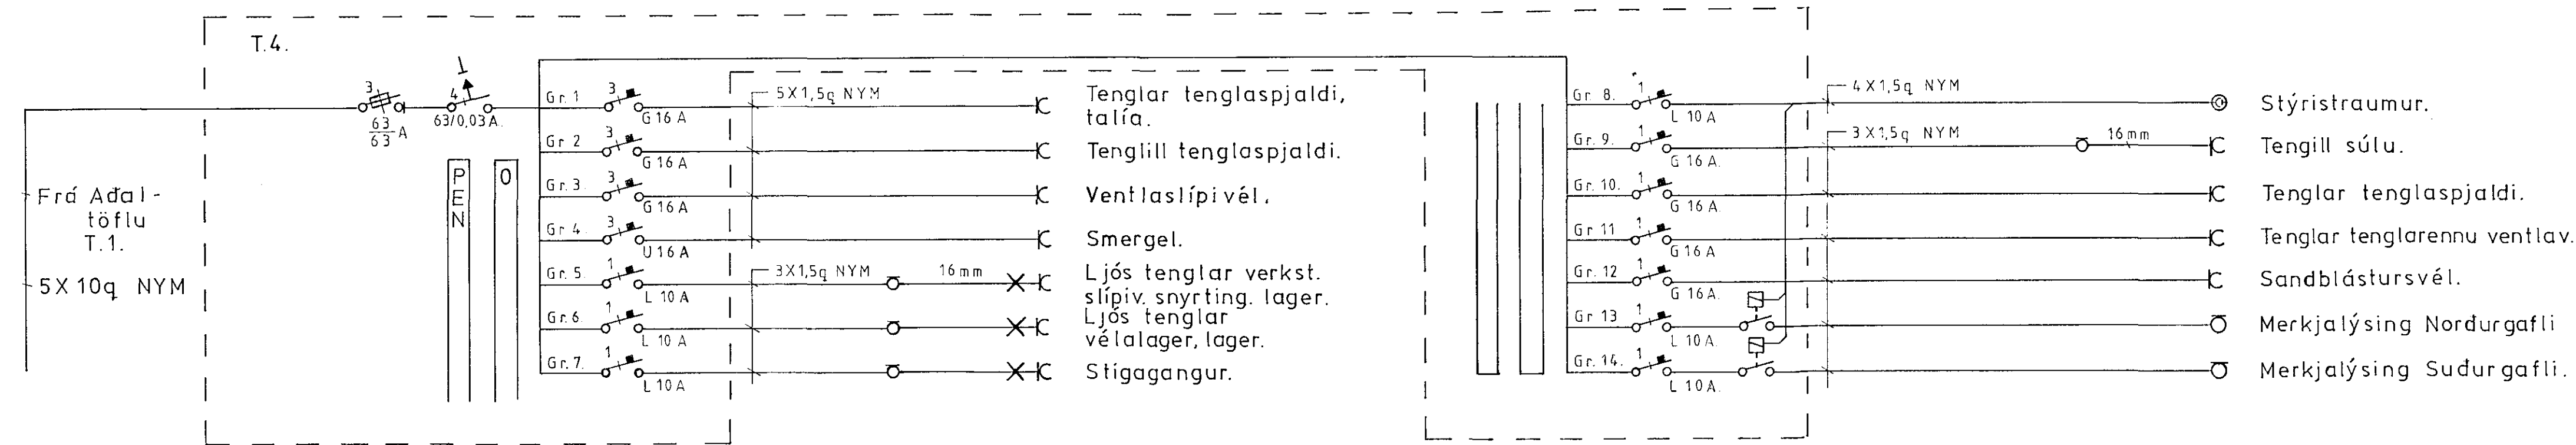 T.4.
3
63
63 A
4
63/0,03 A.
Frá Aðal-
töflu
T.1.
5X10q NYM
PEN
0
Gr. 1
3
G 16 A
5X1,5q NYM
Tenglar tenglaspjaldi,
talía.
Gr 2
3
G 16 A
Tenglill tenglaspjaldi.
Gr. 3.
3
G 16 A
Ventlaslípivél.
Gr 4.
3
U 16 A
Smergel.
Gr. 5.
1
L 10 A
3X1,5q NYM
16mm
Ljós tenglar verkst.
slípiv. snyrting. lager.
Gr.6.
1
L 10 A
Ljós tenglar
vélalager, lager.
Gr.7.
1
L 10 A
Stigagangur.
Gr 8.
1
L 10 A.
4X1,5q NYM
Stýristraumur.
Gr. 9.
1
G 16 A.
3X1,5q NYM
16mm
Tengill súlu.
Gr. 10.
1
G 16 A.
Tenglar tenglaspjaldi.
Gr 11
1
G 16 A
Tenglar tenglarennu ventlav.
Gr. 12
1
G 16 A.
Sandblástursvél.
Gr 13
1
L 10 A.
Merkjalýsing Norðurgafli
Gr. 14.
1
L 10 A.
Merkjalýsing Suðurgafli.